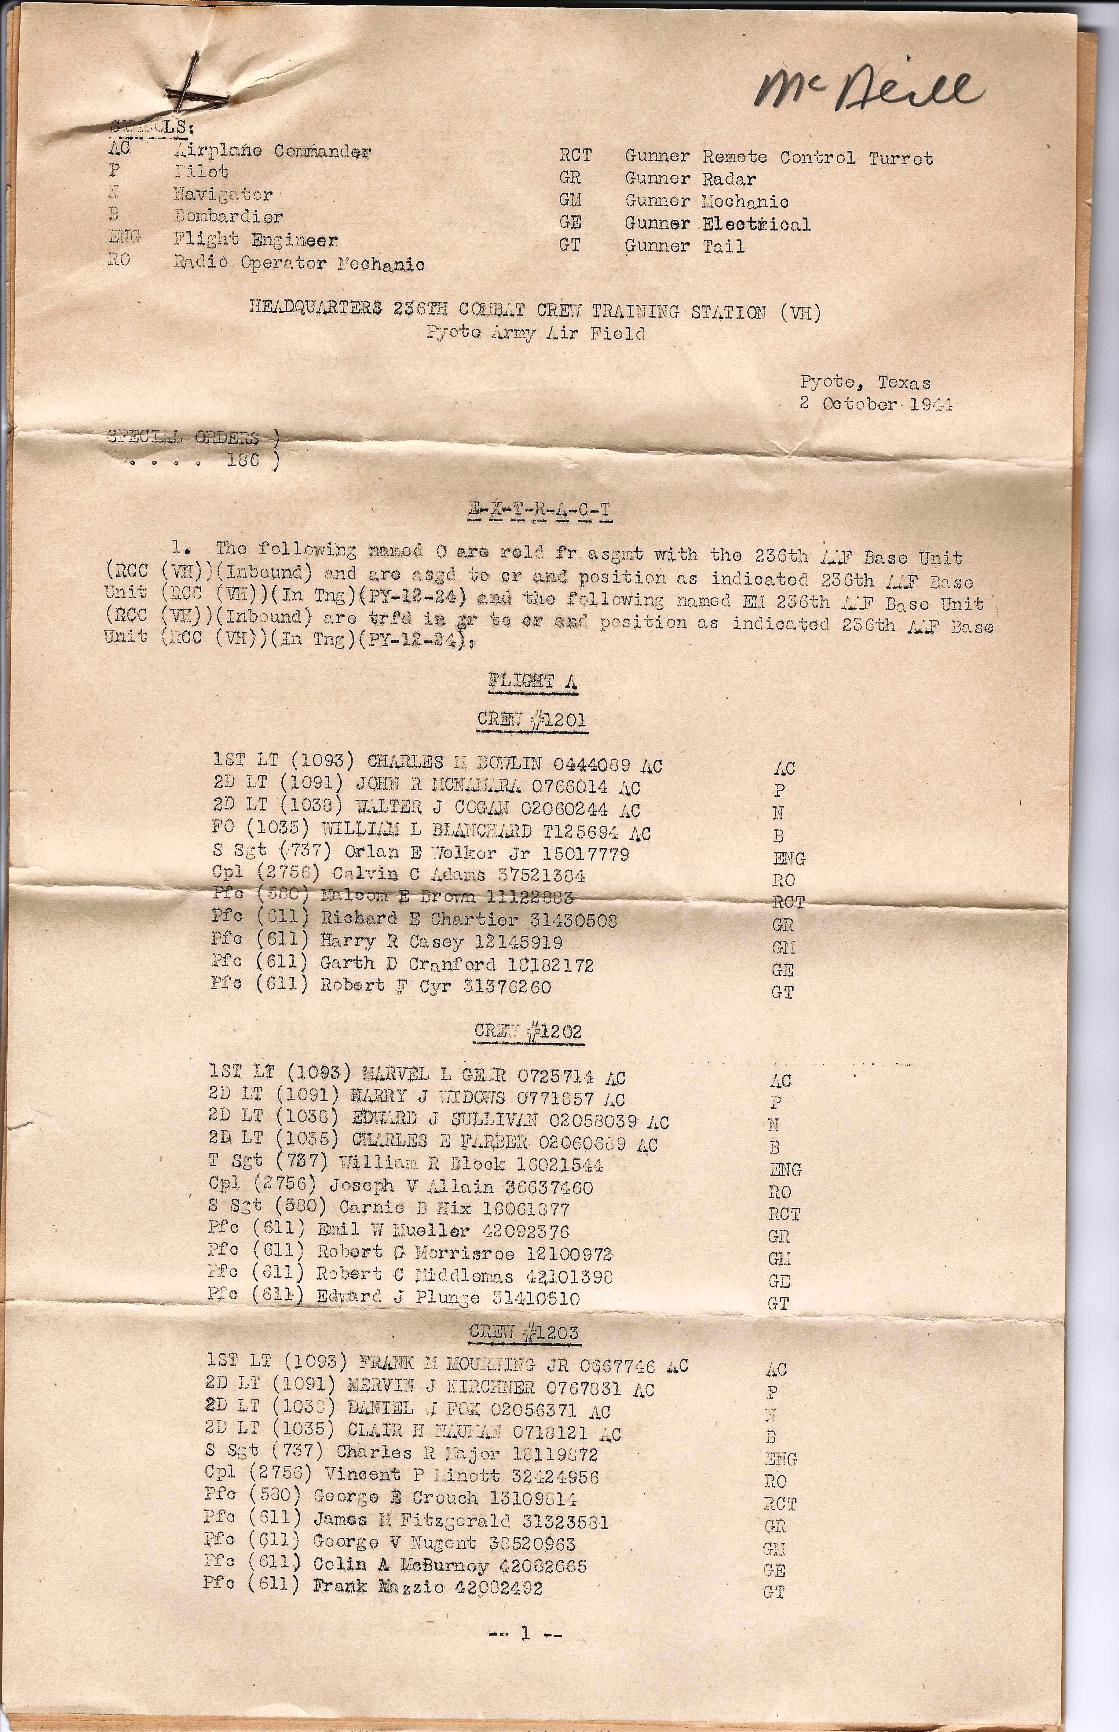 McNeill
SYMBOLS:
AC Airplane Commander
P Pilot
N Navigator
B Bombardier
ENG Flight Engineer
RO Radio Operator Mechanic
RCT Gunner Remote Control Turret
GR Gunner Radar
GM Gunner Mechanic
GE Gunner Electrical
GT Gunner Tail
HEADQUARTERS 236TH COMBAT CREW TRAINING STATION (VH)
Pyote Army Air Field
Pyote, Texas
2 October 1944
SPECIAL ORDERS )
. . . . 186 )
E-X-T-R-A-C-T
1. The following named O are reld fr asgmt with the 236th AAF Base Unit
(RCC (VH))(Inbound) and are asgd to cr and position as indicated 236th AAF Base
Unit (RCC (VH))(In Tng)(PY-12-24) and the following named EM 236th AAF Base Unit
(RCC (VH))(Inbound) are trfd in gr to cr and position as indicated 236th AAF Base
Unit (RCC (VH))(In Tng)(PY-12-24);
FLIGHT A
CREW #1201
1ST LT (1093) CHARLES M BOWLIN 0444089 AC AC
2D LT (1091) JOHN R MCNAMARA 0766014 AC P
2D LT (1038) WALTER J COGAN 02060244 AC N
FO (1035) WILLIAM L BLANCHARD T125694 AC B
S Sgt (737) Orlan E Welker Jr 15017779 ENG
Cpl (2756) Calvin C Adams 37521384 RO
Pfc (580) Malcom E Brown 11122883 RCT
Pfc (611) Richard E Chartier 31430508 GR
Pfc (611) Harry R Casey 12145919 GM
Pfc (611) Garth D Cranford 18182172 GE
Pfc (611) Robert F Cyr 31376260 GT
CREW #1202
1ST LT (1093) MARVEL L GEER 0725714 AC AC
2D LT (1091) HARRY J WIDOWS 0771857 AC P
2D LT (1038) EDWARD J SULLIVAN 02058039 AC N
2D LT (1035) CHARLES E FARBER 02060889 AC B
T Sgt (737) William R Block 16021544 ENG
Cpl (2756) Joseph V Allain 36637460 RO
S Sgt (580) Carnie B Hix 18061877 RCT
Pfc (611) Emil W Mueller 42092376 GR
Pfc (611) Robert G Morrisroe 12100972 GM
Pfc (611) Robert C Middlemas 42101398 GE
Pfc (611) Edward J Plunge 31410610 GT
CREW #1203
1ST LT (1093) FRANK M MOURNING JR 0667746 AC AC
2D LT (1091) MERVIN J KIRCHNER 0767831 AC P
2D LT (1038) DANIEL J FOX 02056371 AC N
2D LT (1035) CLAIR H 0718121 AC B
S Sgt (737) Charles R Major 18119872 ENG
Cpl (2756) Vincent P 32424956 RO
Pfc (580) George E Crouch 13109814 RCT
Pfc (611) James M Fitzgerald 31323581 GR
Pfc (611) George V Nugent 38520963 GM
Pfc (611) Colin A McBurney 42082685 GE
Pfc (611) Frank Mazzio 42082492 GT
-- 1 --